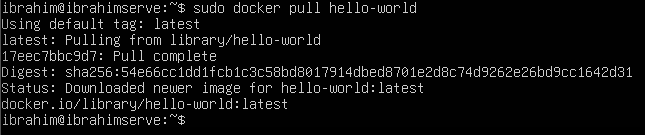 ibrahim@ibrahimserve:~$ sudo docker pull hello-world
Using default tag: latest
latest: Pulling from library/hello-world
17eec7bbc9d7: Pull complete
Digest: sha256:54e66cc1dd1fcb1c3c58bd8017914dbed8701e2d8c74d9262e26bd9cc1642d31
Status: Downloaded newer image for hello-world:latest
docker.io/library/hello-world:latest
ibrahim@ibrahimserve:~$